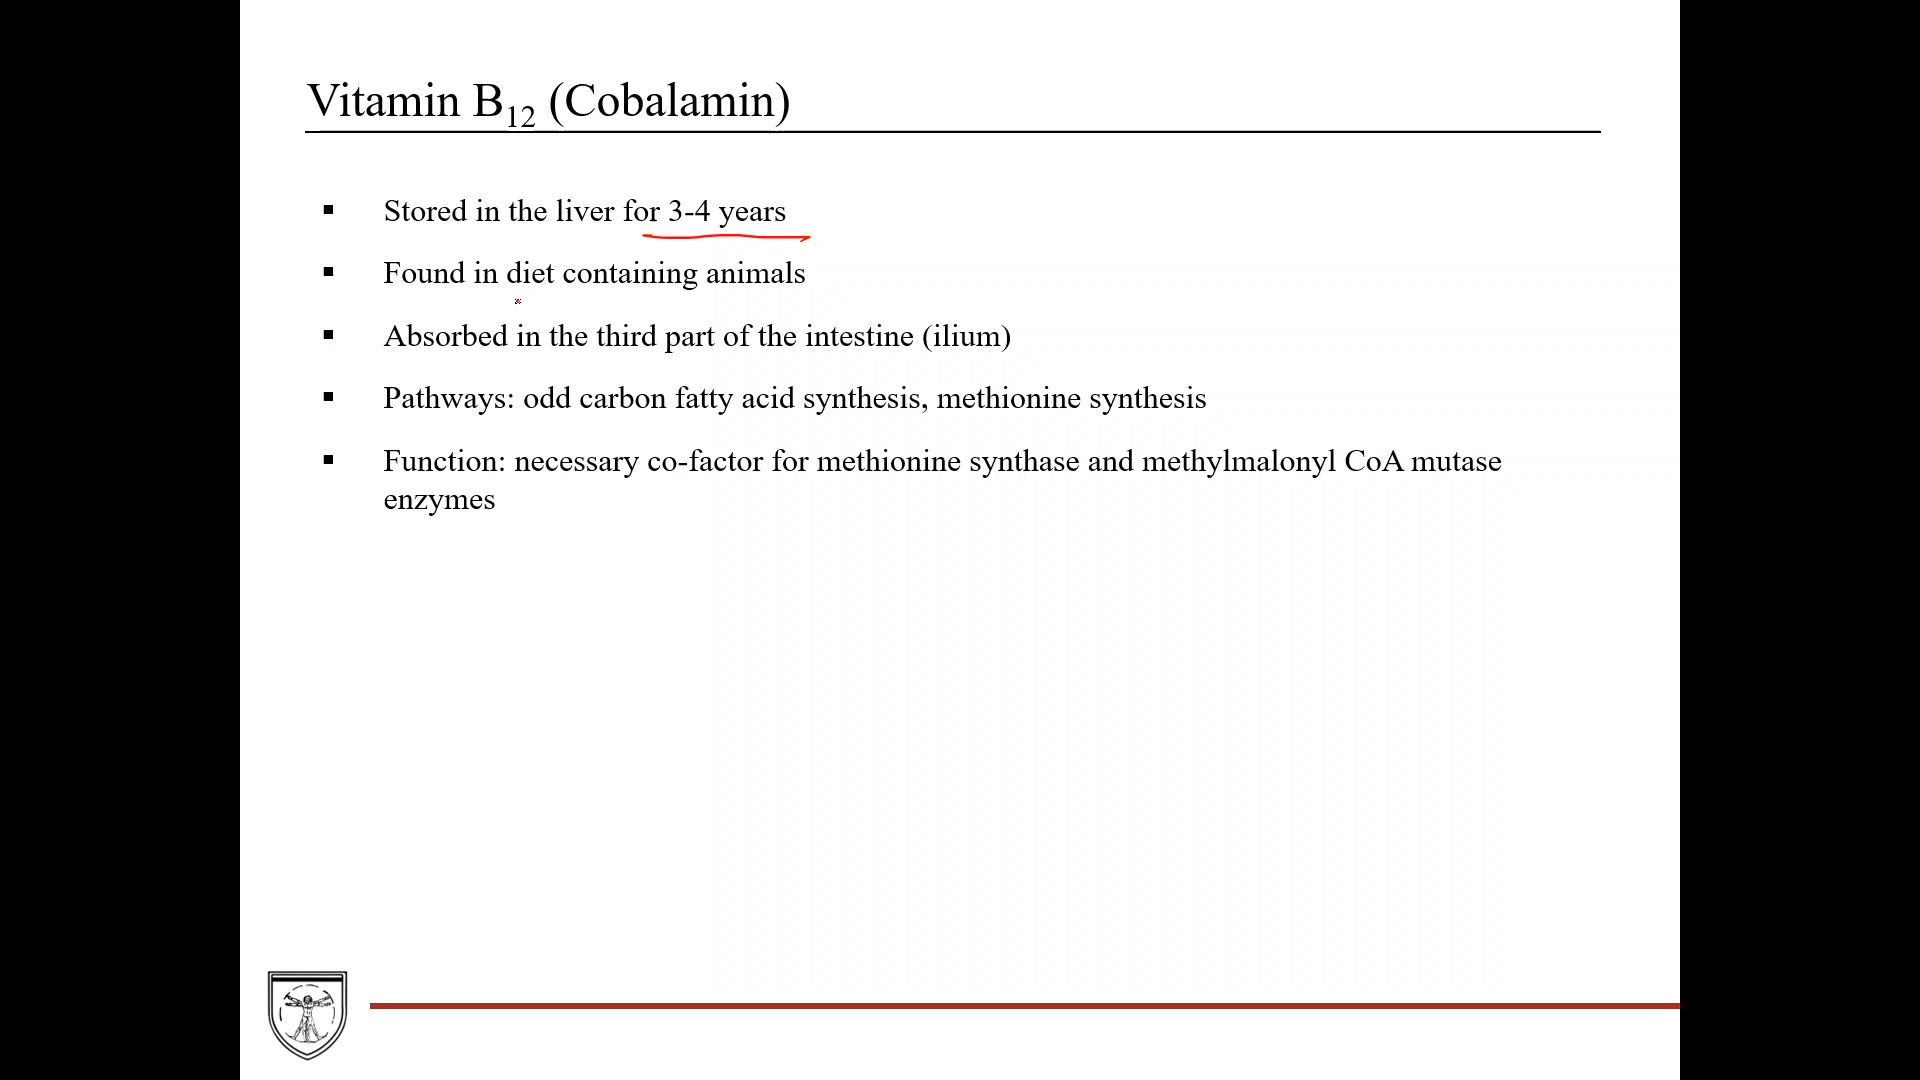 Vitamin B12 (Cobalamin)
Stored in the liver for 3-4 years
Found in diet containing animals
Absorbed in the third part of the intestine (ilium)
Pathways: odd carbon fatty acid synthesis, methionine synthesis
Function: necessary co-factor for methionine synthase and methylmalonyl CoA mutase
enzymes